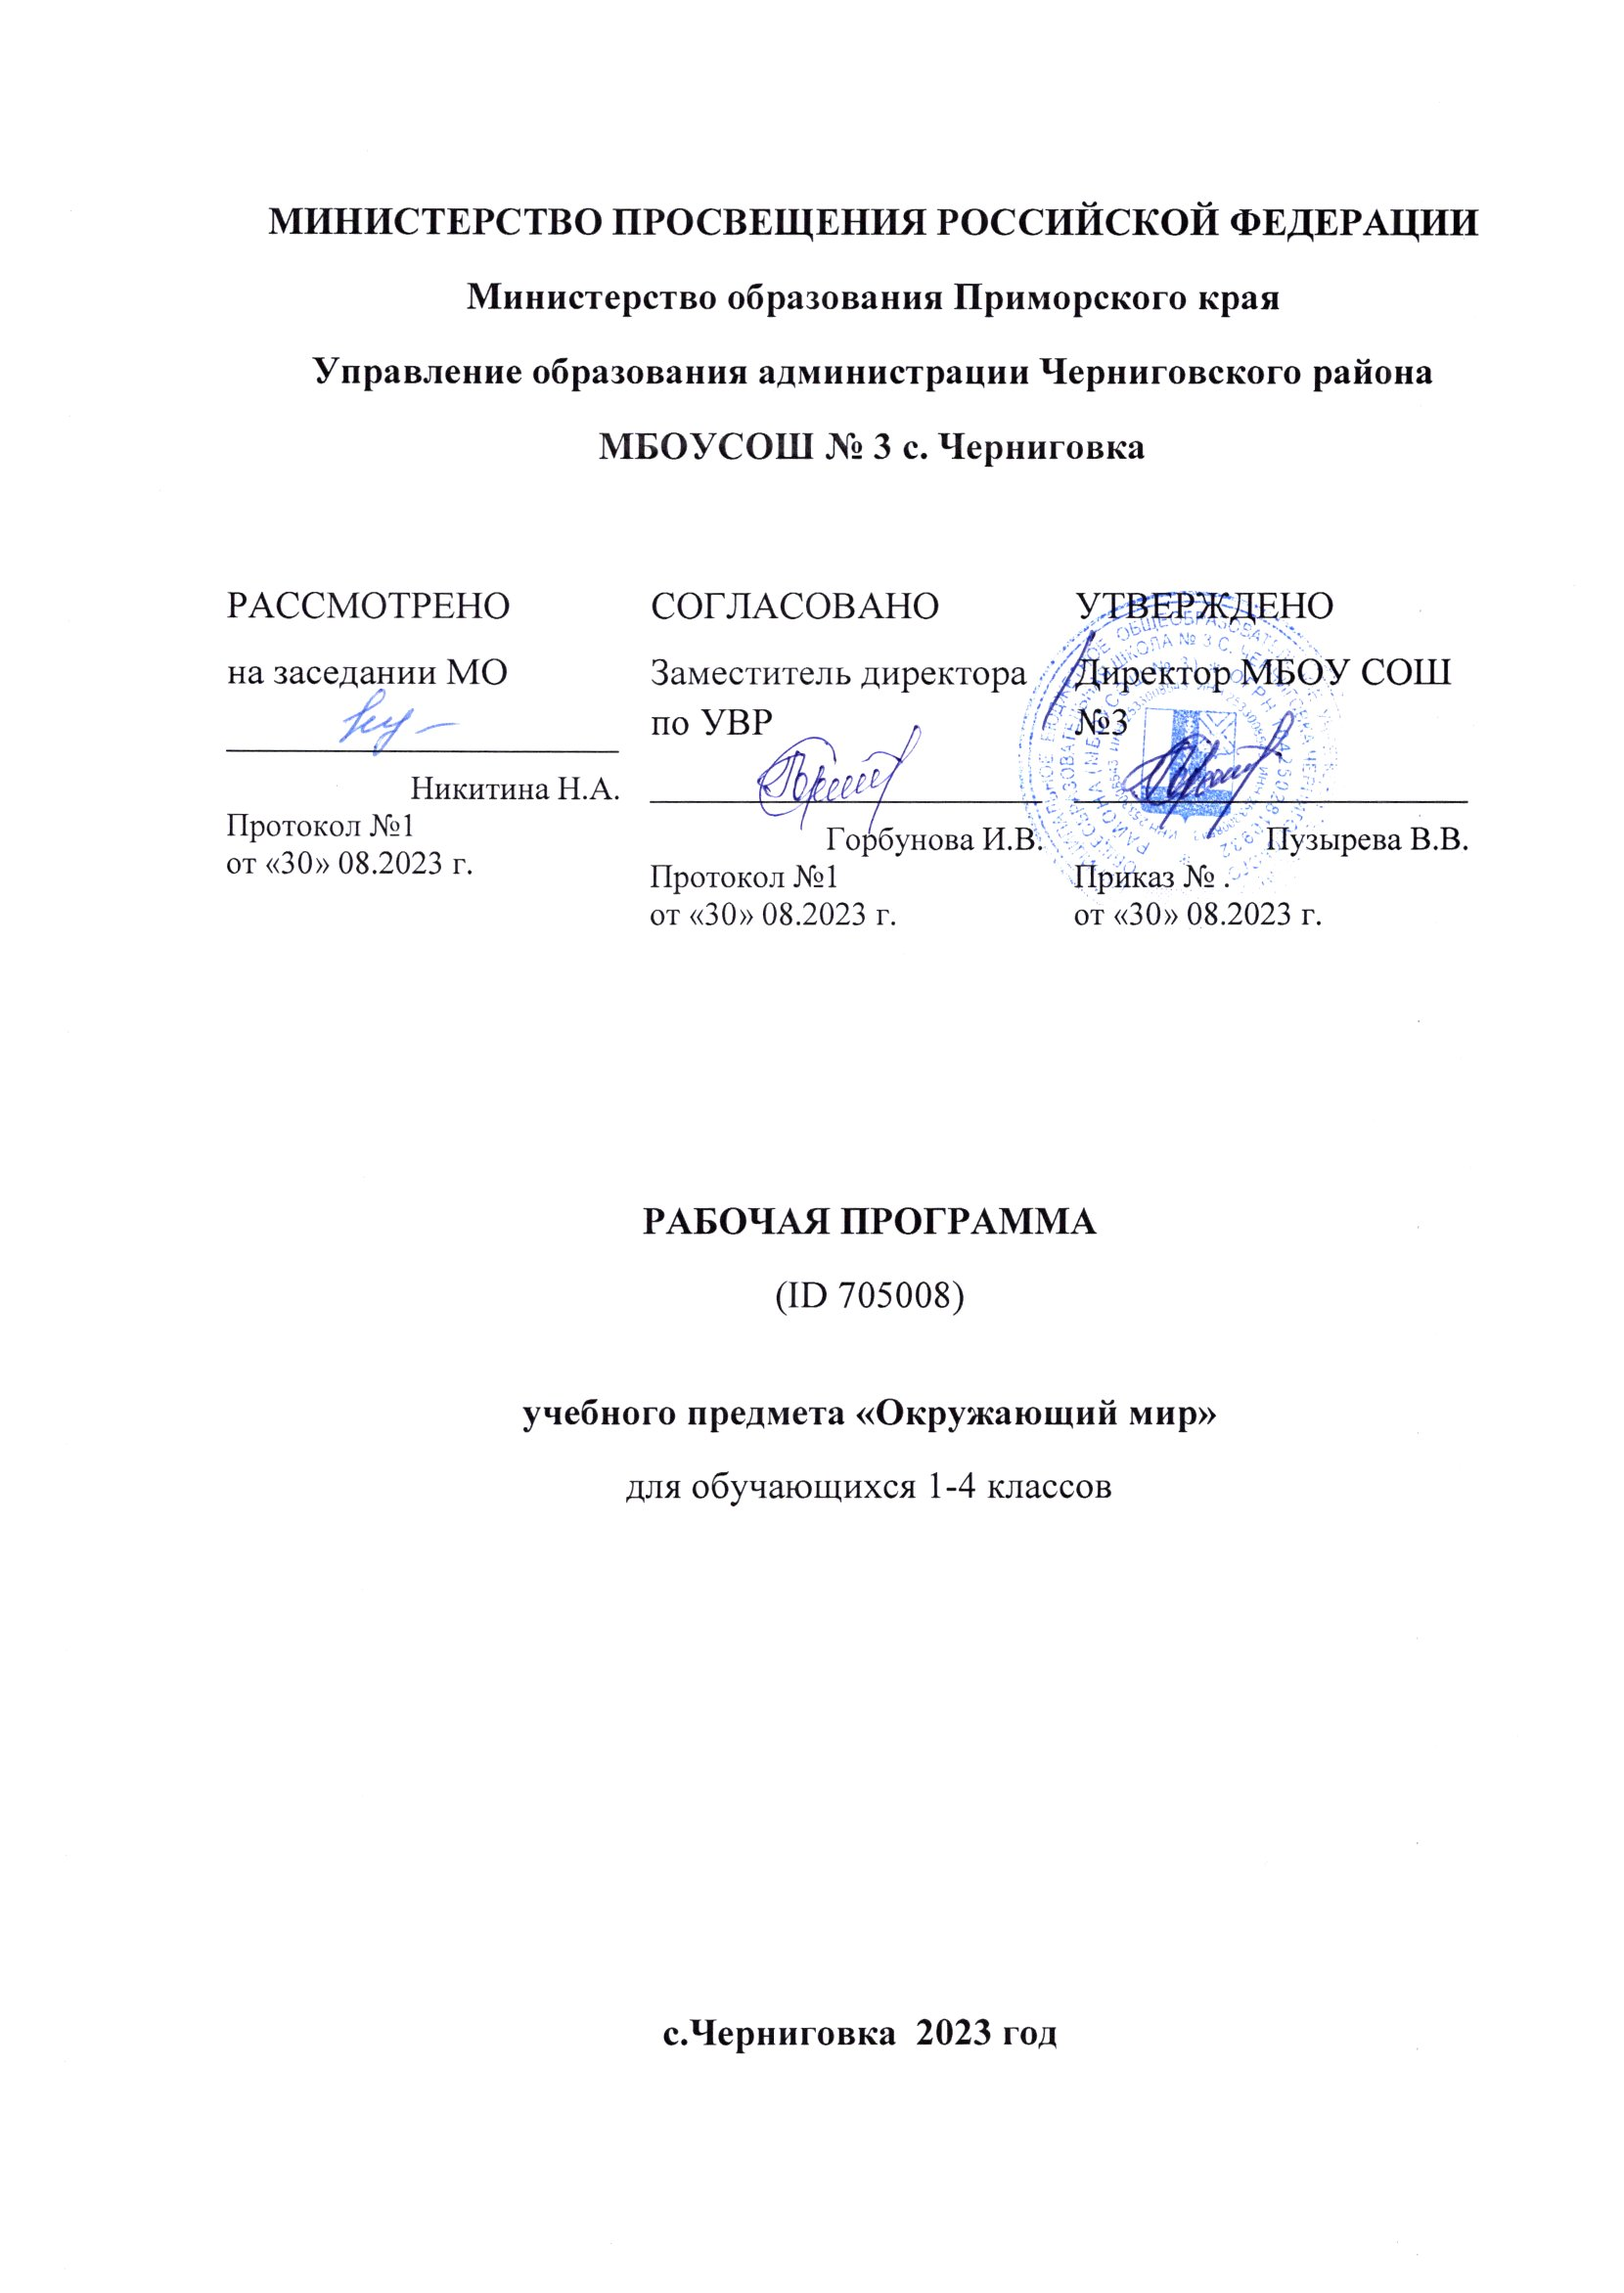 МИНИСТЕРСТВО ПРОСВЕЩЕНИЯ РОССИЙСКОЙ ФЕДЕРАЦИИ
Министерство образования Приморского края
Управление образования администрации Черниговского района
МБОУСОШ № 3 с. Черниговка
РАССМОТРЕНО
на заседании МО
Никитина Н.А.
Протокол №1
от «30» 08.2023 г.
СОГЛАСОВАНО
Заместитель директора
по УВР
Горбунова И.В.
Протокол №1
от «30» 08.2023 г.
УТВЕРЖДЕНО
Директор МБОУ СОШ
№3
Пузырева В.В.
Приказ № .
от «30» 08.2023 г.
РАБОЧАЯ ПРОГРАММА
(ID 705008)
учебного предмета «Окружающий мир»
для обучающихся 1-4 классов
с.Черниговка 2023 год